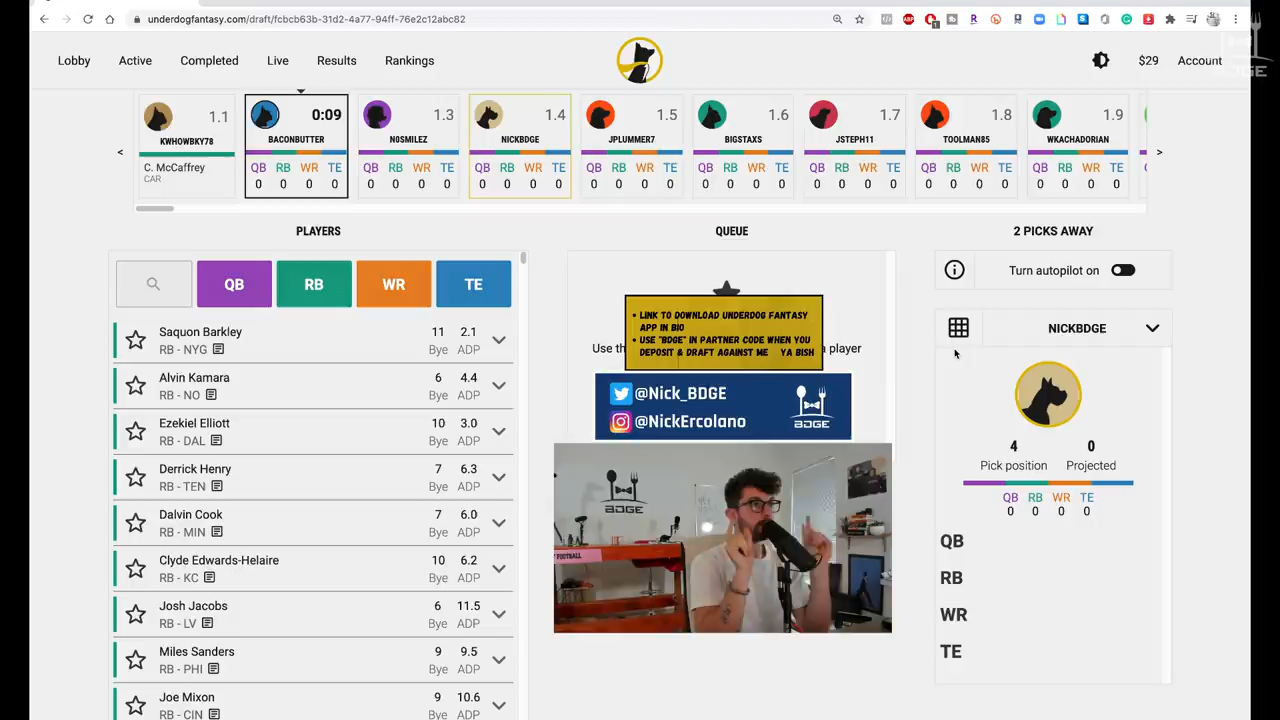 underdogfantasy.com/draft/fcbcb63b-31d2-4a77-94ff-76e2c12abc82
BDGE
Lobby Active Completed Live Results Rankings $29 Account
1.1 0:09 1.3 1.4 1.5 1.6 1.7 1.8 1.9
KWHOWBKY78 BACONBUTTER N0SMILEZ NICKBDGE JPLUMMER7 BIGSTAXS JSTEPH11 TOOLMAN85 WKACHADORIAN
C. McCaffrey QB RB WR TE QB RB WR TE QB RB WR TE QB RB WR TE QB RB WR TE QB RB WR TE QB RB WR TE QB RB WR TE
CAR 0 0 0 0 0 0 0 0 0 0 0 0 0 0 0 0 0 0 0 0 0 0 0 0 0 0 0 0 0 0 0 0
< >
PLAYERS
QB RB WR TE
Saquon Barkley 11 2.1
RB - NYG Bye ADP
Alvin Kamara 6 4.4
RB - NO Bye ADP
Ezekiel Elliott 10 3.0
RB - DAL Bye ADP
Derrick Henry 7 6.3
RB - TEN Bye ADP
Dalvin Cook 7 6.0
RB - MIN Bye ADP
Clyde Edwards-Helaire 10 6.2
RB - KC Bye ADP
Josh Jacobs 6 11.5
RB - LV Bye ADP
Miles Sanders 9 9.5
RB - PHI Bye ADP
Joe Mixon 9 10.6
RB - CIN Bye ADP
QUEUE
• LINK TO DOWNLOAD UNDERDOG FANTASY
APP IN BIO
• USE "BDGE" IN PARTNER CODE WHEN YOU
DEPOSIT & DRAFT AGAINST ME YA BISH
Use th a player
@Nick_BDGE
@NickErcolano
BDGE
BDGE
FOOTBALL
2 PICKS AWAY
Turn autopilot on
NICKBDGE
4 0
Pick position Projected
QB RB WR TE
0 0 0 0
QB
RB
WR
TE